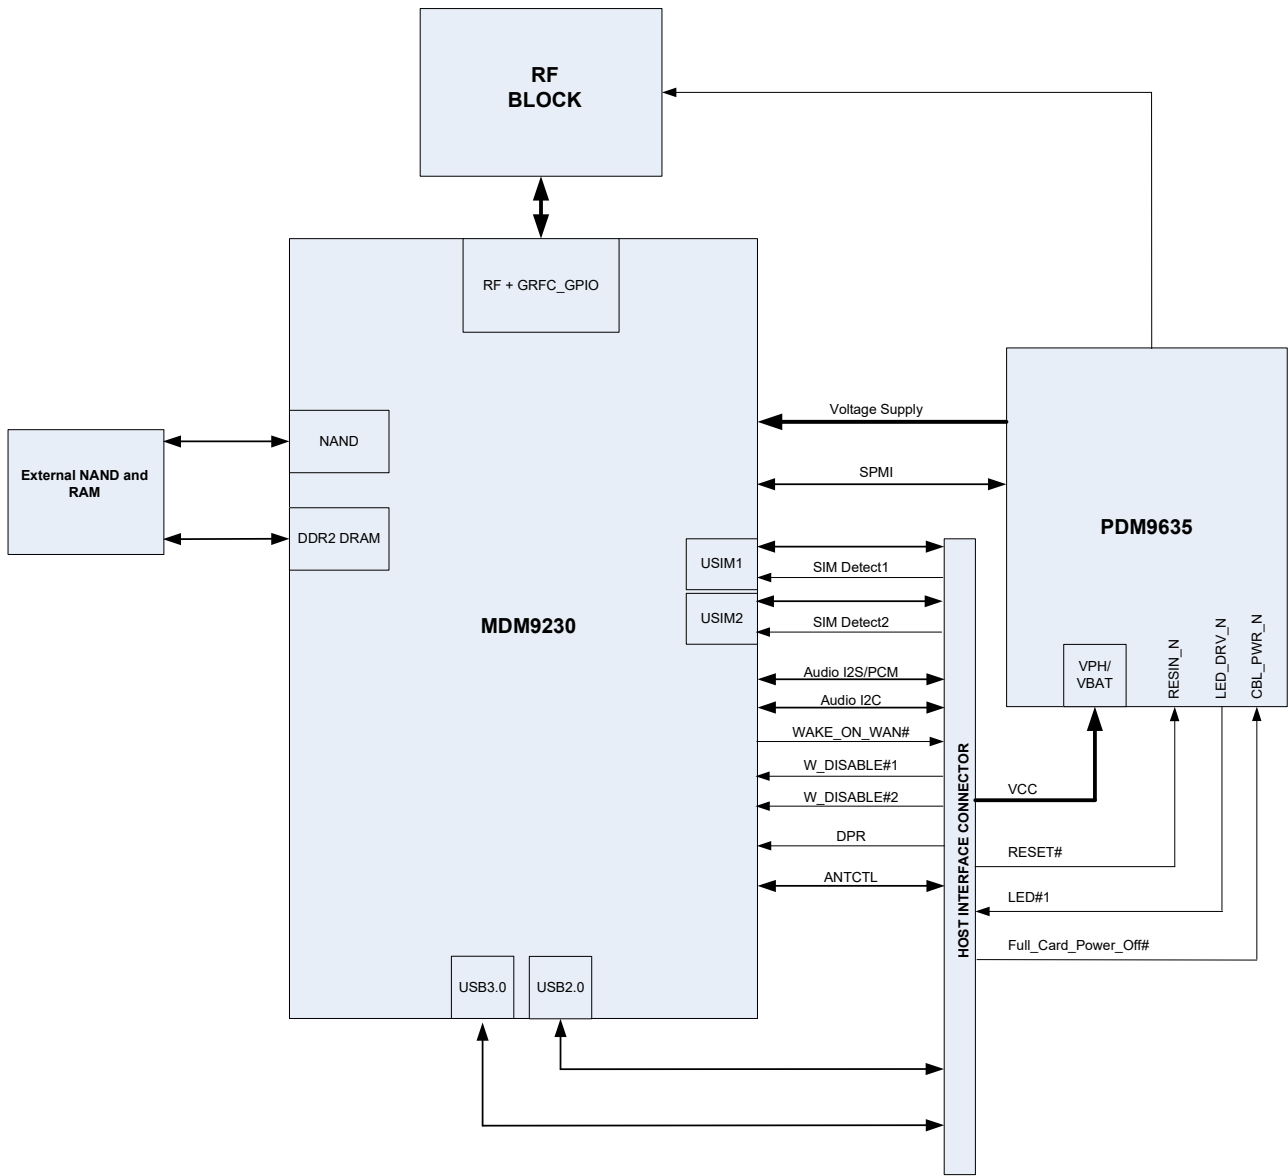 RF
BLOCK
RF + GRFC_GPIO
Voltage Supply
NAND
External NAND and
RAM
SPMI
PDM9635
DDR2 DRAM
USIM1
SIM Detect1
MDM9230
USIM2
SIM Detect2
Audio I2S/PCM
Audio I2C
WAKE_ON_WAN#
W_DISABLE#1
W_DISABLE#2
DPR
ANTCTL
HOST INTERFACE CONNECTOR
VPH/
VBAT
RESIN_N
LED_DRV_N
CBL_PWR_N
VCC
RESET#
LED#1
Full_Card_Power_Off#
USB3.0
USB2.0